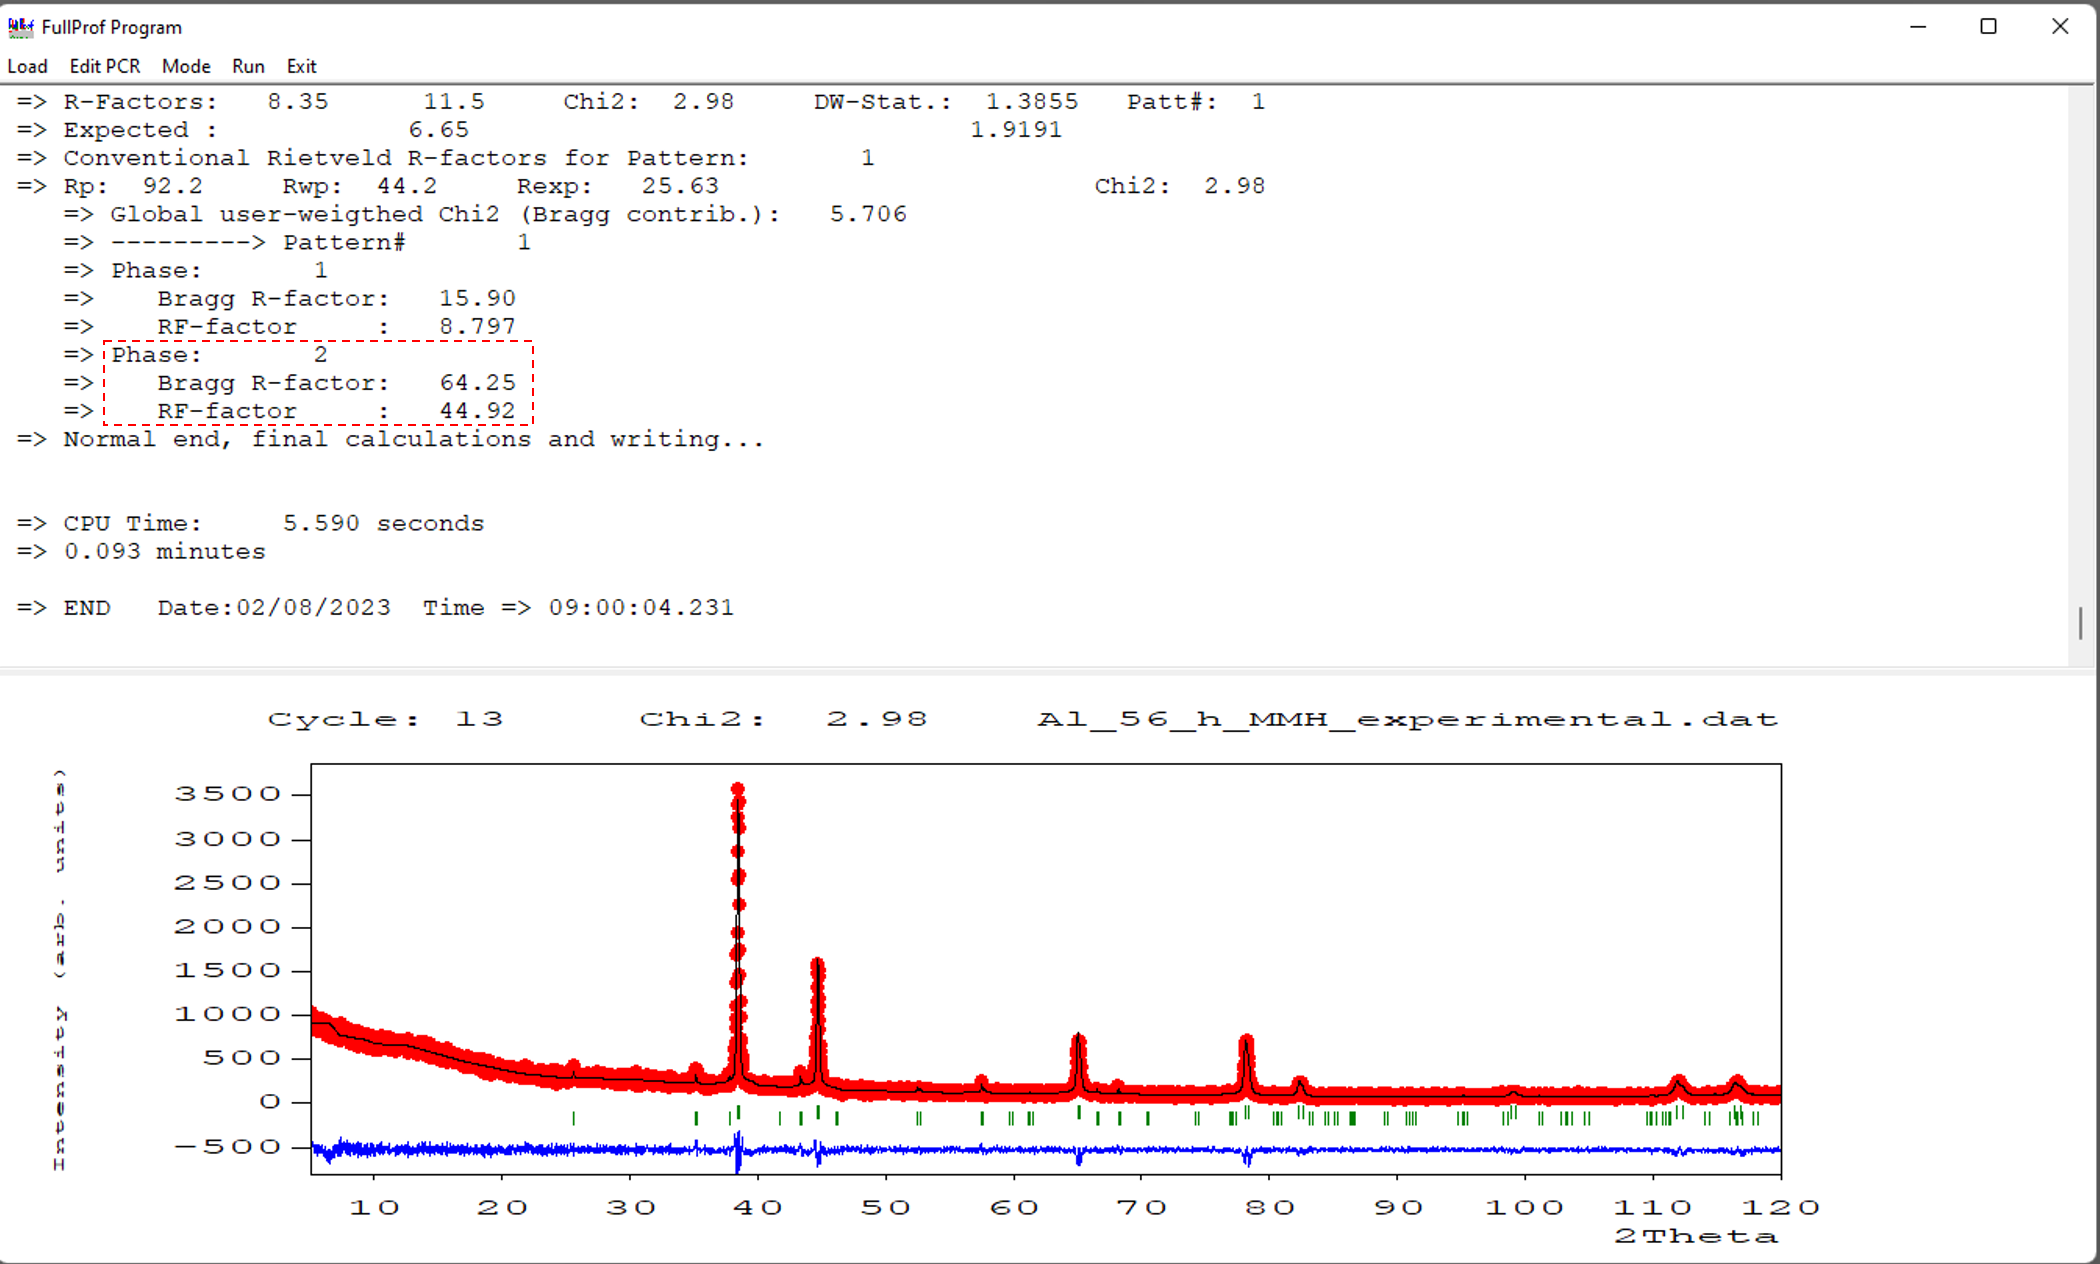 FullProf Program
Load Edit PCR Mode Run Exit
=> R-Factors: 8.35 11.5 Chi2: 2.98 DW-Stat.: 1.3855 Patt#: 1
=> Expected : 6.65 1.9191
=> Conventional Rietveld R-factors for Pattern: 1
=> Rp: 92.2 Rwp: 44.2 Rexp: 25.63 Chi2: 2.98
=> Global user-weigthed Chi2 (Bragg contrib.): 5.706
=> ---------> Pattern# 1
=> Phase: 1
=> Bragg R-factor: 15.90
=> RF-factor : 8.797
=> Phase: 2
=> Bragg R-factor: 64.25
=> RF-factor : 44.92
=> Normal end, final calculations and writing...
=> CPU Time: 5.590 seconds
=> 0.093 minutes
=> END Date:02/08/2023 Time => 09:00:04.231
Cycle: 13 Chi2: 2.98 Al_56_h_MMH_experimental.dat
Intensity (arb. units)
3500
3000
2500
2000
1500
1000
500
0
-500
10 20 30 40 50 60 70 80 90 100 110 120
2Theta